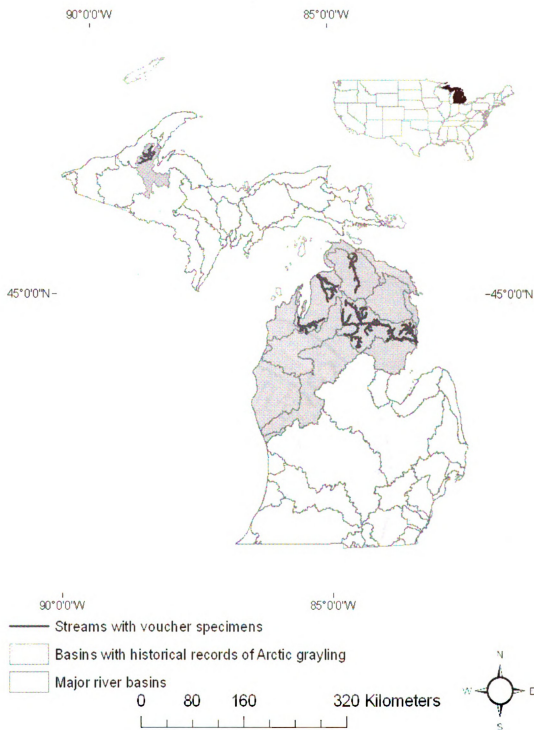 90°0'0"W 85°0'0"W
45°0'0"N 45°0'0"N
90°0'0"W 85°0'0"W
Streams with voucher specimens
Basins with historical records of Arctic grayling
Major river basins
0 80 160 320 Kilometers
N
W E
S